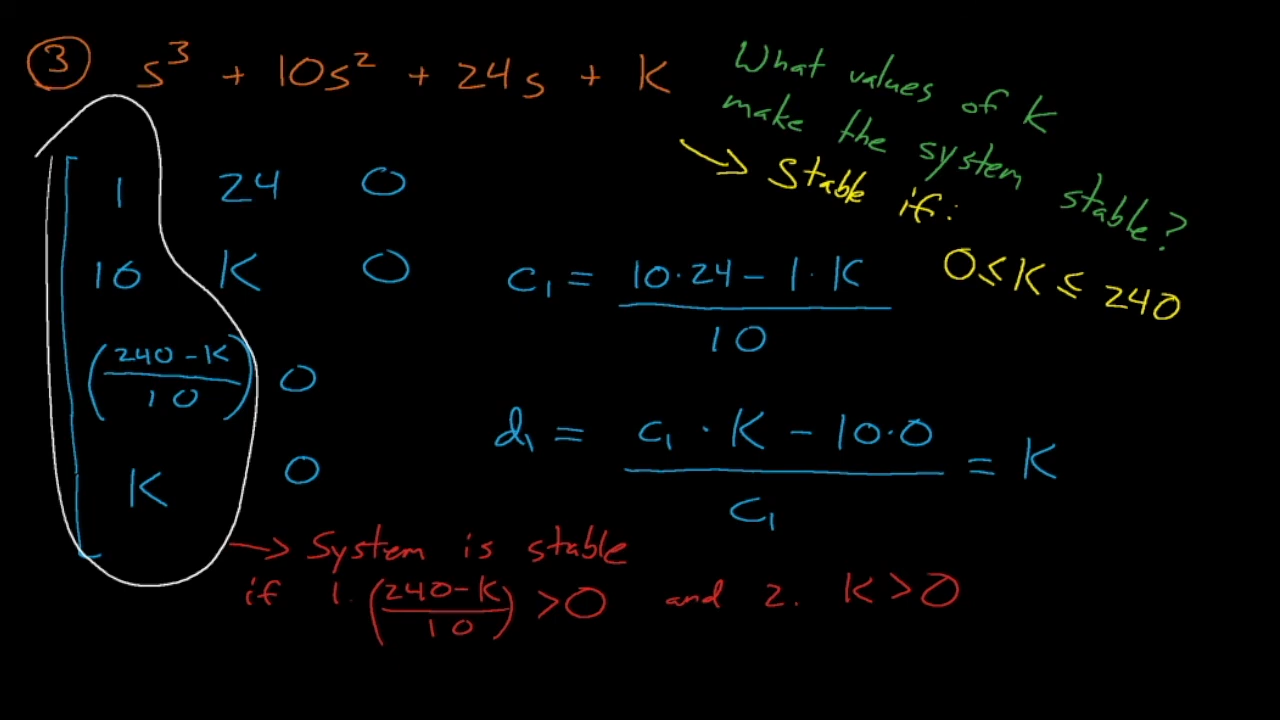 ③ s³ + 10s² + 24s + K
What values of K
make the system stable?
→ Stable if:
0 ≤ K ≤ 240
1 24 0
10 K 0
(240 - K / 10) 0
K 0
c₁ = 10·24 - 1·K / 10
d₁ = c₁ · K - 10·0 / c₁ = K
→ System is stable
if 1. (240-K / 10) > 0 and 2. K > 0